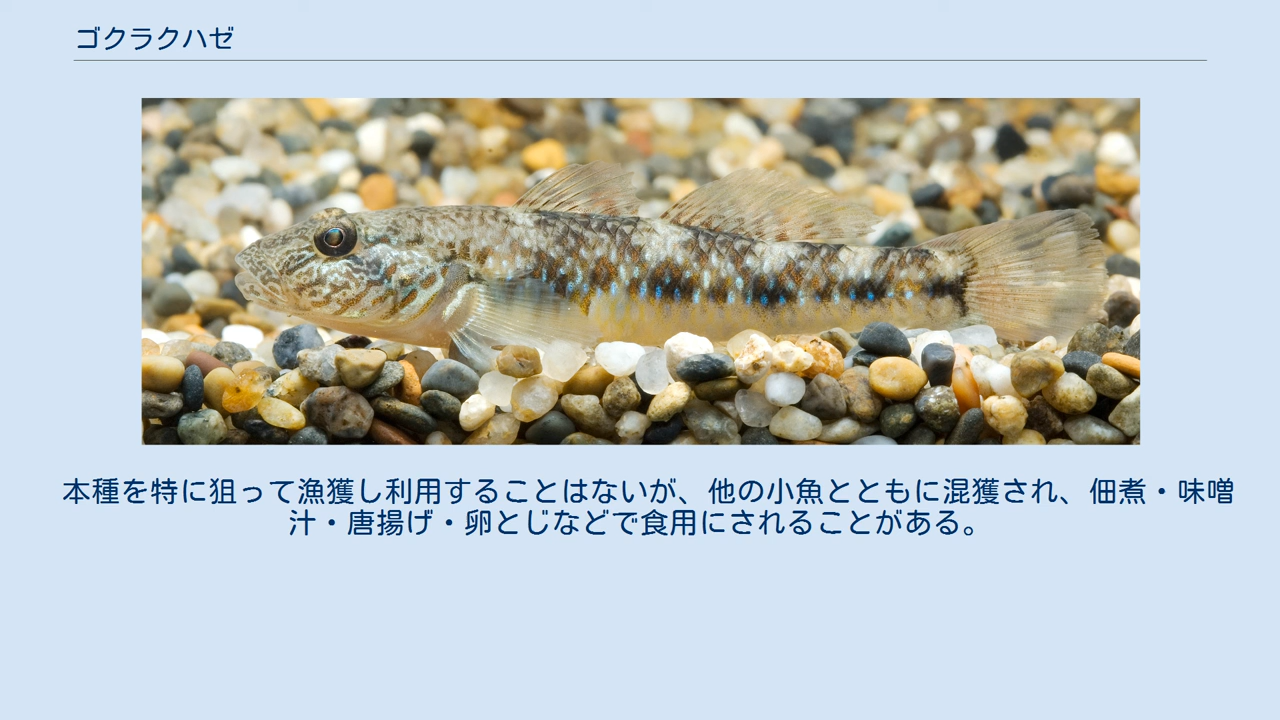 ゴクラクハゼ
本種を特に狙って漁獲し利用することはないが、他の小魚とともに混獲され、佃煮・味噌
汁・唐揚げ・卵とじなどで食用にされることがある。